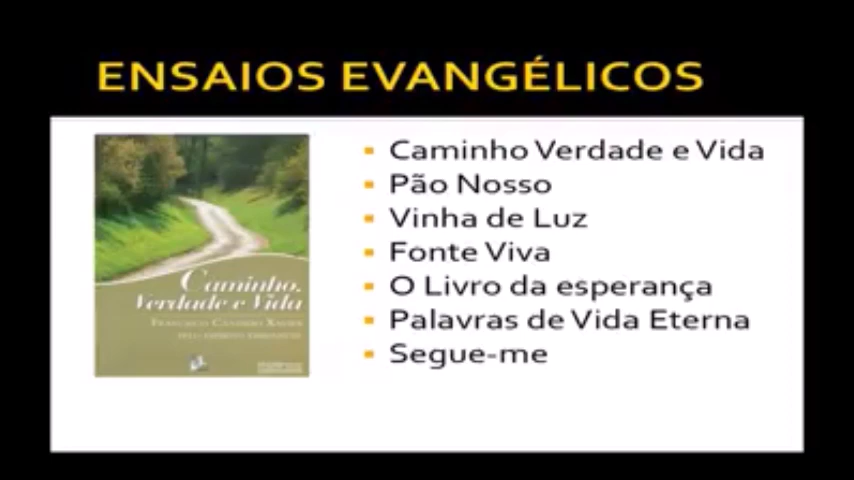 ENSAIOS EVANGÉLICOS
Caminho Verdade e Vida
Pão Nosso
Vinha de Luz
Fonte Viva
O Livro da esperança
Palavras de Vida Eterna
Segue-me
Caminho,
Verdade e Vida
Francisco Cândido Xavier